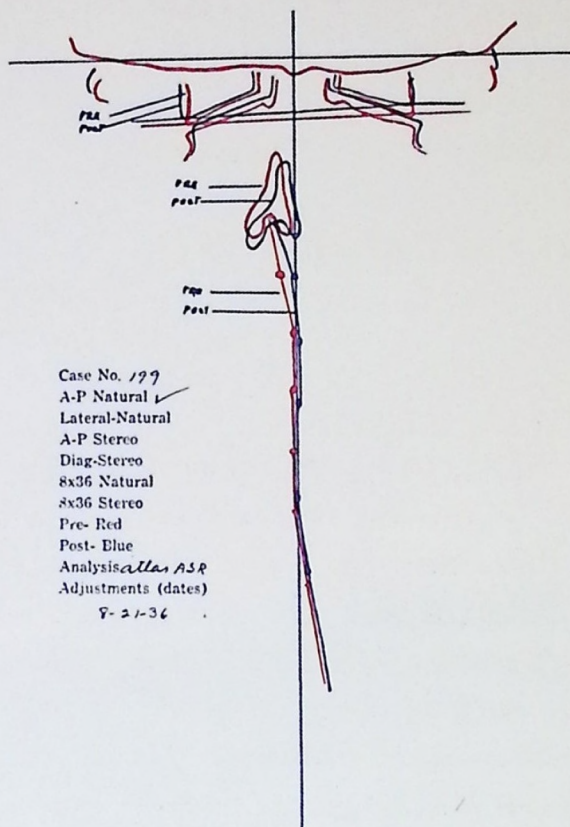 PRE
POST
PRE
POST
PRE
POST
Case No. 199
A-P Natural ✓
Lateral-Natural
A-P Stereo
Diag-Stereo
8x36 Natural
8x36 Stereo
Pre- Red
Post- Blue
Analysis atlas ASR
Adjustments (dates)
8-21-36